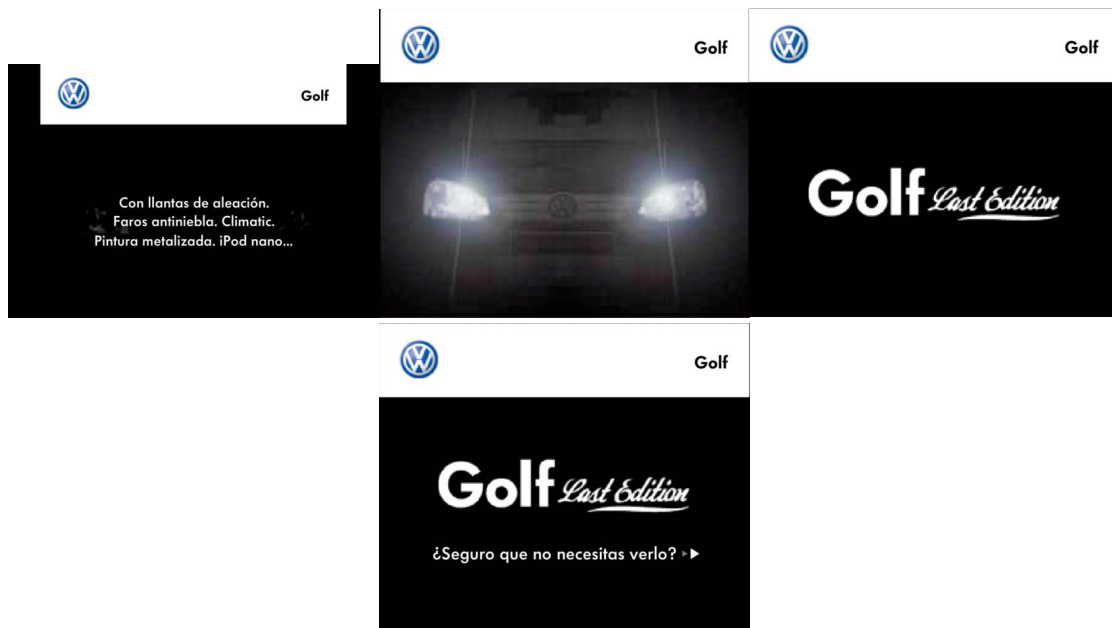 Golf
Con llantas de aleación.
Faros antiniebla. Climatic.
Pintura metalizada. iPod nano...
Golf
Golf
Golf Last Edition
Golf
Golf Last Edition
¿Seguro que no necesitas verlo?